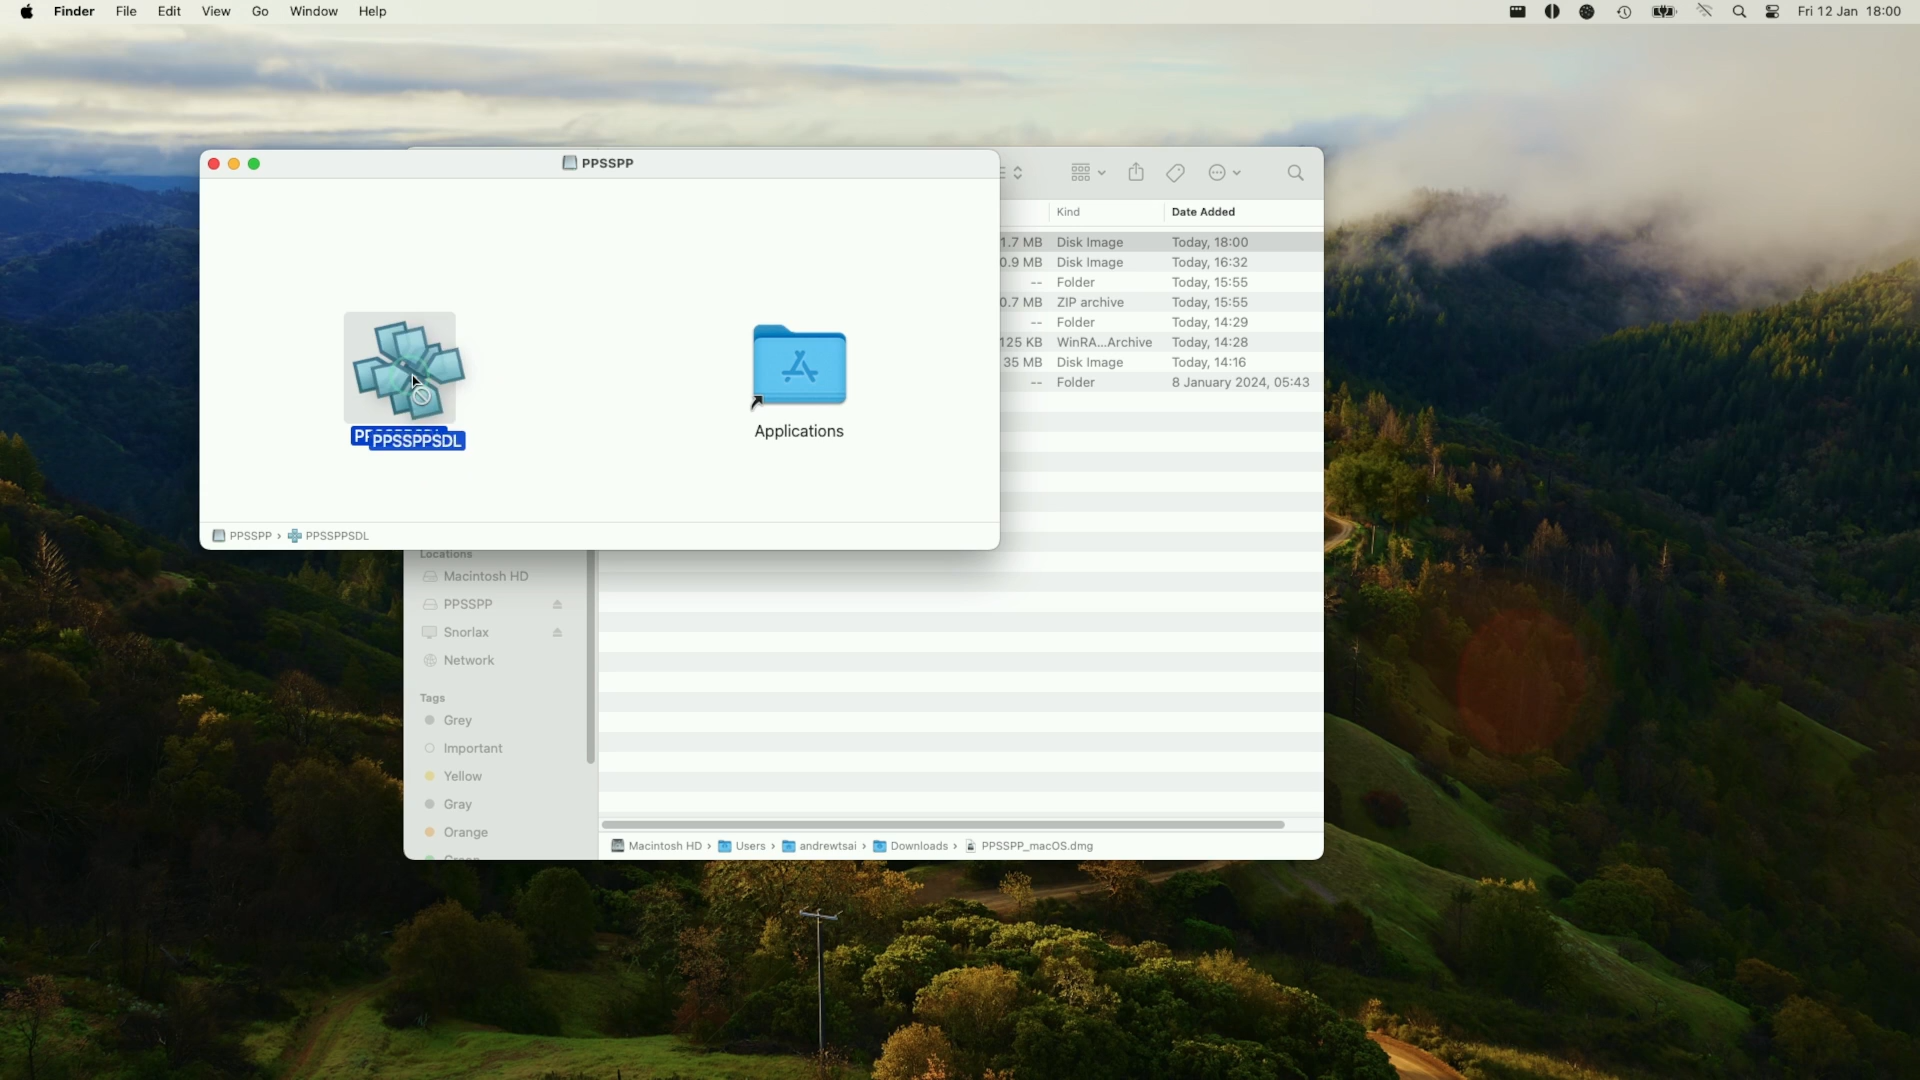 Finder File Edit View Go Window Help
Fri 12 Jan 18:00
PPSSPP
PPSSPPSDL
Applications
PPSSPP › PPSSPPSDL
Kind Date Added
1.7 MB Disk Image Today, 18:00
0.9 MB Disk Image Today, 16:32
-- Folder Today, 15:55
0.7 MB ZIP archive Today, 15:55
-- Folder Today, 14:29
125 KB WinRA...Archive Today, 14:28
35 MB Disk Image Today, 14:16
-- Folder 8 January 2024, 05:43
Locations
Macintosh HD
PPSSPP
Snorlax
Network
Tags
Grey
Important
Yellow
Gray
Orange
Macintosh HD › Users › andrewtsai › Downloads › PPSSPP_macOS.dmg